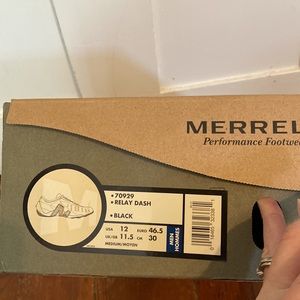 MERREL
Performance Footwe
• 70929
• RELAY DASH
• BLACK
USA 12 EURO 46.5
UK/GB 11.5 CM 30
MEDIUM/MOYEN
MEN
HOMMES